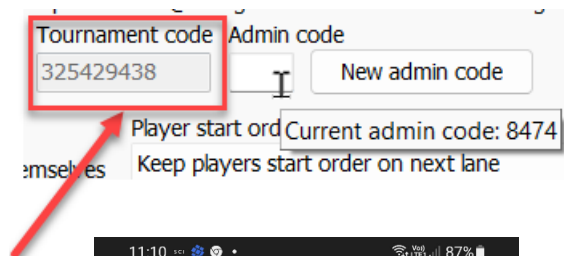 Tournament code Admin code
325429438 New admin code
Player start ord Current admin code: 8474
emselves Keep players start order on next lane
11:10 87%